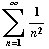 ∞
∑ 1/n²
n=1